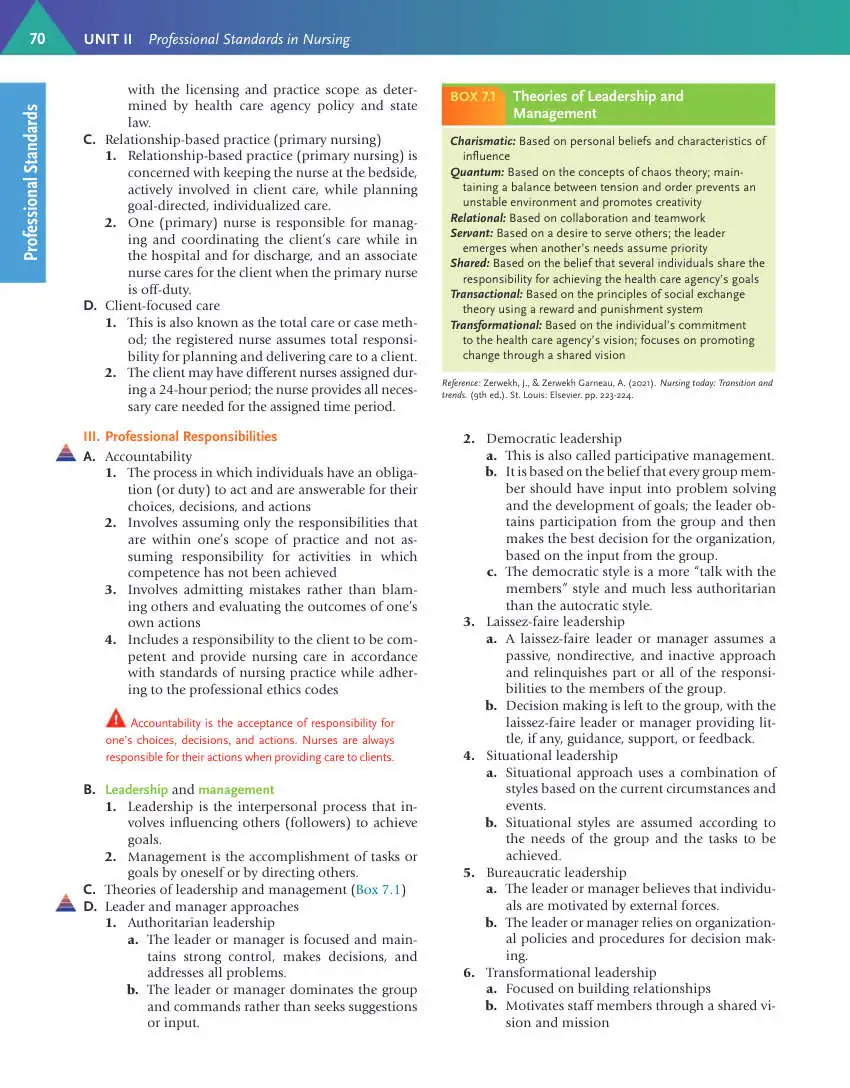 70
UNIT II Professional Standards in Nursing
Professional Standards
with the licensing and practice scope as deter-
mined by health care agency policy and state
law.
C. Relationship-based practice (primary nursing)
1. Relationship-based practice (primary nursing) is
concerned with keeping the nurse at the bedside,
actively involved in client care, while planning
goal-directed, individualized care.
2. One (primary) nurse is responsible for manag-
ing and coordinating the client's care while in
the hospital and for discharge, and an associate
nurse cares for the client when the primary nurse
is off-duty.
D. Client-focused care
1. This is also known as the total care or case meth-
od; the registered nurse assumes total responsi-
bility for planning and delivering care to a client.
2. The client may have different nurses assigned dur-
ing a 24-hour period; the nurse provides all neces-
sary care needed for the assigned time period.
III. Professional Responsibilities
A. Accountability
1. The process in which individuals have an obliga-
tion (or duty) to act and are answerable for their
choices, decisions, and actions
2. Involves assuming only the responsibilities that
are within one's scope of practice and not as-
suming responsibility for activities in which
competence has not been achieved
3. Involves admitting mistakes rather than blam-
ing others and evaluating the outcomes of one's
own actions
4. Includes a responsibility to the client to be com-
petent and provide nursing care in accordance
with standards of nursing practice while adher-
ing to the professional ethics codes
Accountability is the acceptance of responsibility for
one's choices, decisions, and actions. Nurses are always
responsible for their actions when providing care to clients.
B. Leadership and management
1. Leadership is the interpersonal process that in-
volves influencing others (followers) to achieve
goals.
2. Management is the accomplishment of tasks or
goals by oneself or by directing others.
C. Theories of leadership and management (Box 7.1)
D. Leader and manager approaches
1. Authoritarian leadership
a. The leader or manager is focused and main-
tains strong control, makes decisions, and
addresses all problems.
b. The leader or manager dominates the group
and commands rather than seeks suggestions
or input.
BOX 7.1 Theories of Leadership and
Management
Charismatic: Based on personal beliefs and characteristics of
influence
Quantum: Based on the concepts of chaos theory; main-
taining a balance between tension and order prevents an
unstable environment and promotes creativity
Relational: Based on collaboration and teamwork
Servant: Based on a desire to serve others; the leader
emerges when another's needs assume priority
Shared: Based on the belief that several individuals share the
responsibility for achieving the health care agency's goals
Transactional: Based on the principles of social exchange
theory using a reward and punishment system
Transformational: Based on the individual's commitment
to the health care agency's vision; focuses on promoting
change through a shared vision
Reference: Zerwekh, J., & Zerwekh Garneau, A. (2021). Nursing today: Transition and
trends. (9th ed.). St. Louis: Elsevier. pp. 223-224.
2. Democratic leadership
a. This is also called participative management.
b. It is based on the belief that every group mem-
ber should have input into problem solving
and the development of goals; the leader ob-
tains participation from the group and then
makes the best decision for the organization,
based on the input from the group.
c. The democratic style is a more “talk with the
members” style and much less authoritarian
than the autocratic style.
3. Laissez-faire leadership
a. A laissez-faire leader or manager assumes a
passive, nondirective, and inactive approach
and relinquishes part or all of the responsi-
bilities to the members of the group.
b. Decision making is left to the group, with the
laissez-faire leader or manager providing lit-
tle, if any, guidance, support, or feedback.
4. Situational leadership
a. Situational approach uses a combination of
styles based on the current circumstances and
events.
b. Situational styles are assumed according to
the needs of the group and the tasks to be
achieved.
5. Bureaucratic leadership
a. The leader or manager believes that individu-
als are motivated by external forces.
b. The leader or manager relies on organization-
al policies and procedures for decision mak-
ing.
6. Transformational leadership
a. Focused on building relationships
b. Motivates staff members through a shared vi-
sion and mission